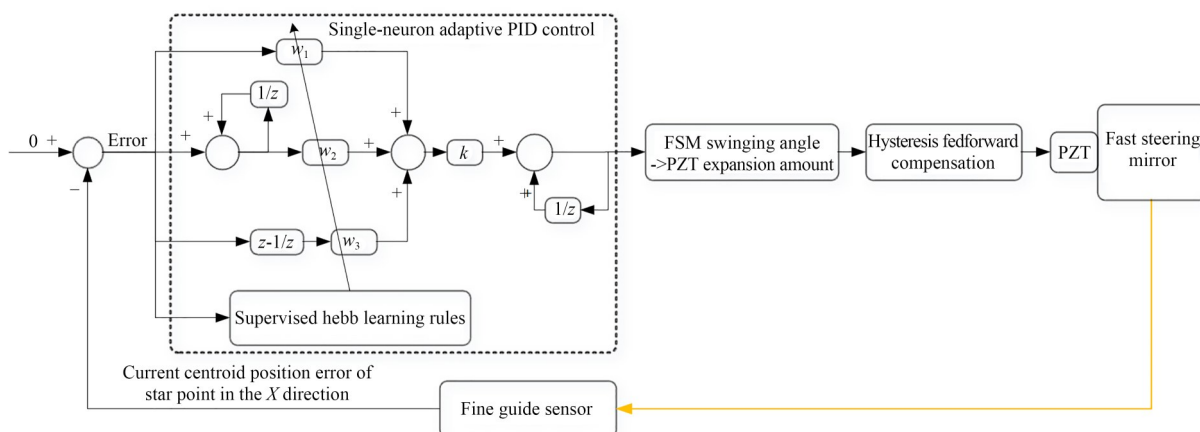 Single-neuron adaptive PID control
w1
1/z
+
0 +
Error
+
w2
+
+
k
+
FSM swinging angle
->PZT expansion amount
Hysteresis fedforward
compensation
PZT
Fast steering
mirror
−
+
+
1/z
z-1/z
w3
Supervised hebb learning rules
Current centroid position error of
star point in the X direction
Fine guide sensor